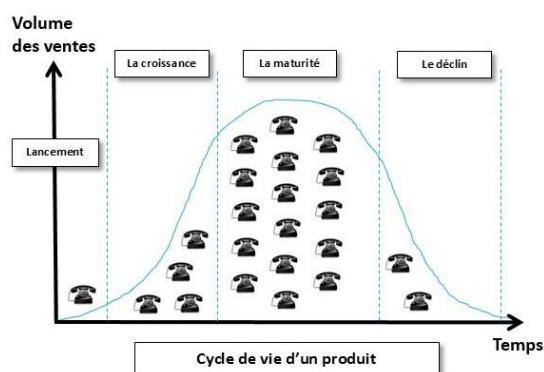 Volume
des ventes
La croissance
La maturité
Le déclin
Lancement
Temps
Cycle de vie d'un produit